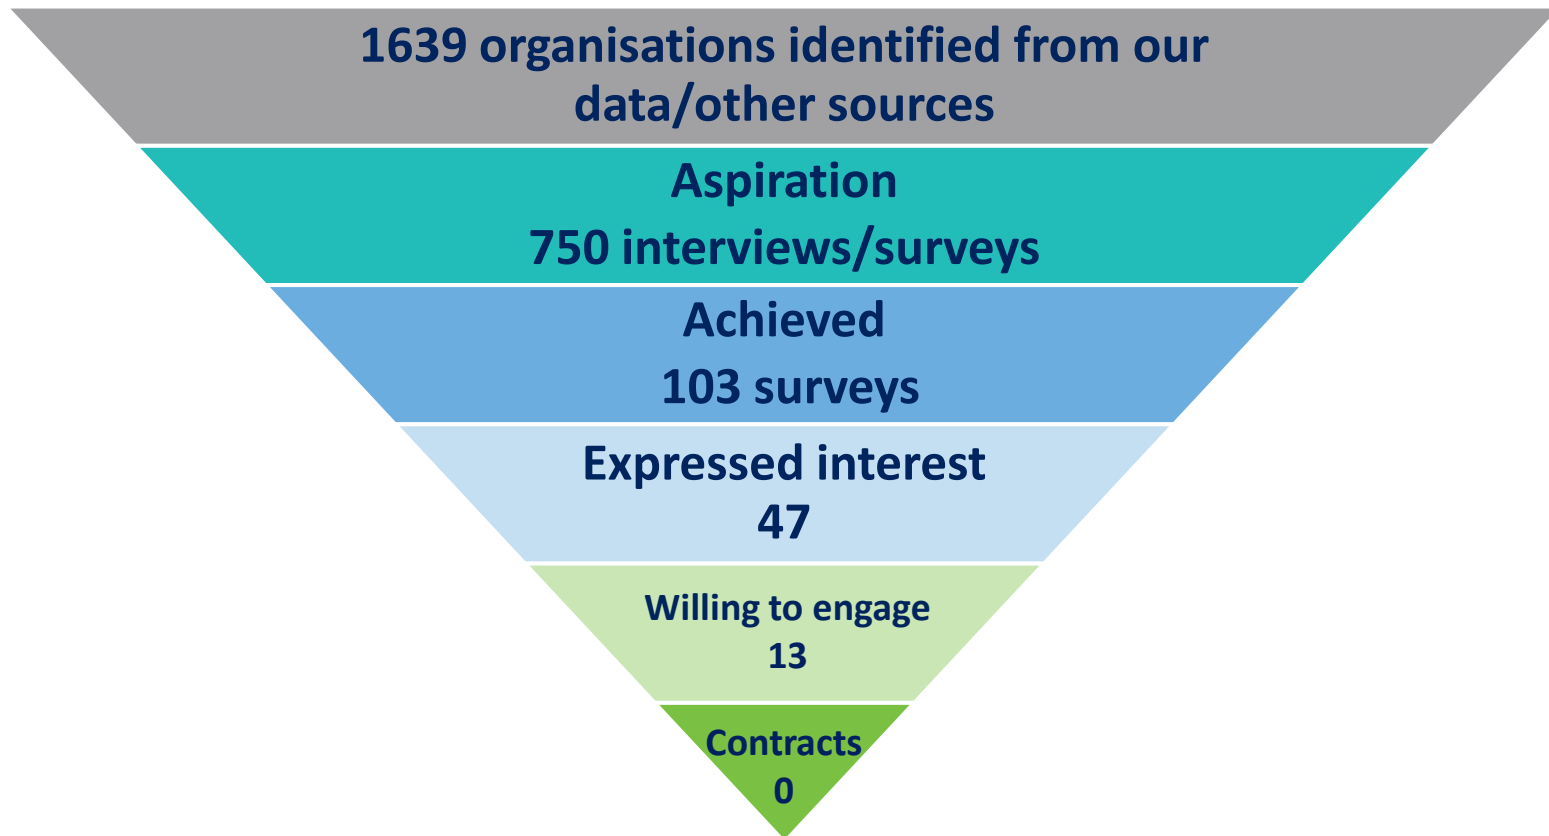 1639 organisations identified from our
data/other sources
Aspiration
750 interviews/surveys
Achieved
103 surveys
Expressed interest
47
Willing to engage
13
Contracts
0